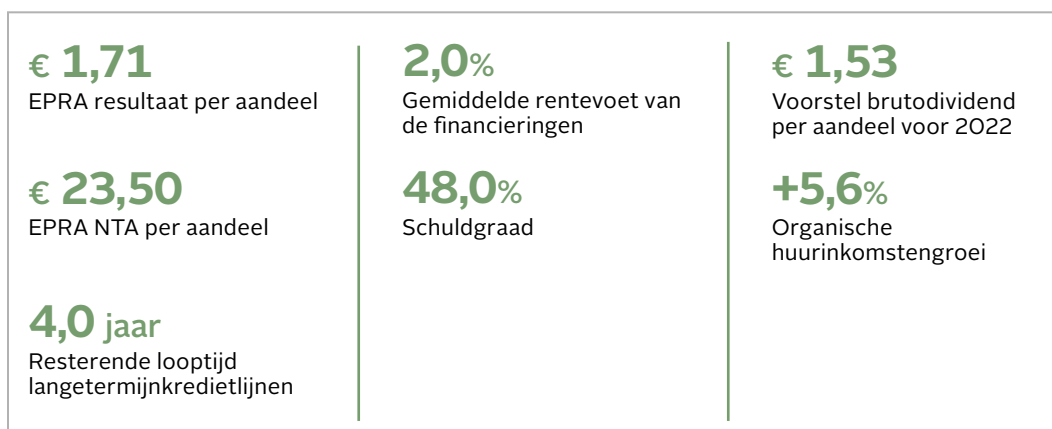 € 1,71
EPRA resultaat per aandeel
€ 23,50
EPRA NTA per aandeel
4,0 jaar
Resterende looptijd
langetermijnkredietlijnen
2,0%
Gemiddelde rentevoet van
de financieringen
48,0%
Schuldgraad
€ 1,53
Voorstel brutodividend
per aandeel voor 2022
+5,6%
Organische
huurinkomstengroei